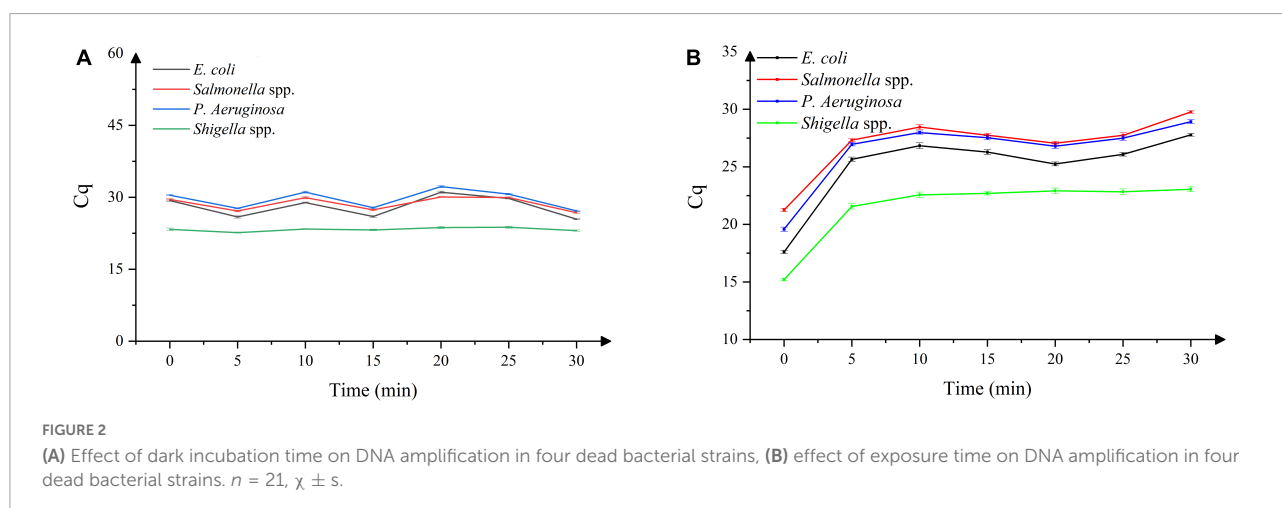 A
60
45
30
15
0
Cq
E. coli
Salmonella spp.
P. Aeruginosa
Shigella spp.
0 5 10 15 20 25 30
Time (min)
B
35
30
25
20
15
10
Cq
E. coli
Salmonella spp.
P. Aeruginosa
Shigella spp.
0 5 10 15 20 25 30
Time (min)
FIGURE 2
(A) Effect of dark incubation time on DNA amplification in four dead bacterial strains, (B) effect of exposure time on DNA amplification in four
dead bacterial strains. n = 21, χ ± s.